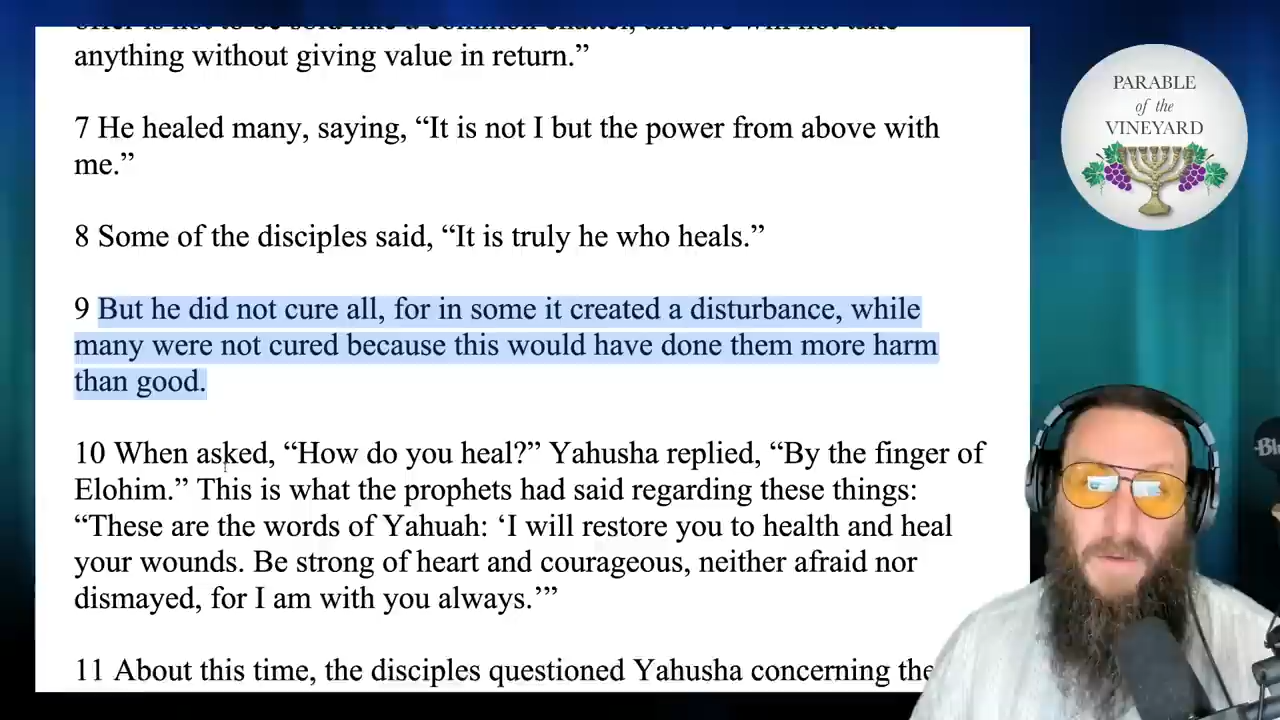 anything without giving value in return.”
7 He healed many, saying, “It is not I but the power from above with
me.”
8 Some of the disciples said, “It is truly he who heals.”
9 But he did not cure all, for in some it created a disturbance, while
many were not cured because this would have done them more harm
than good.
10 When asked, “How do you heal?” Yahusha replied, “By the finger of
Elohim.” This is what the prophets had said regarding these things:
“These are the words of Yahuah: ‘I will restore you to health and heal
your wounds. Be strong of heart and courageous, neither afraid nor
dismayed, for I am with you always.’”
11 About this time, the disciples questioned Yahusha concerning the
PARABLE
of the
VINEYARD